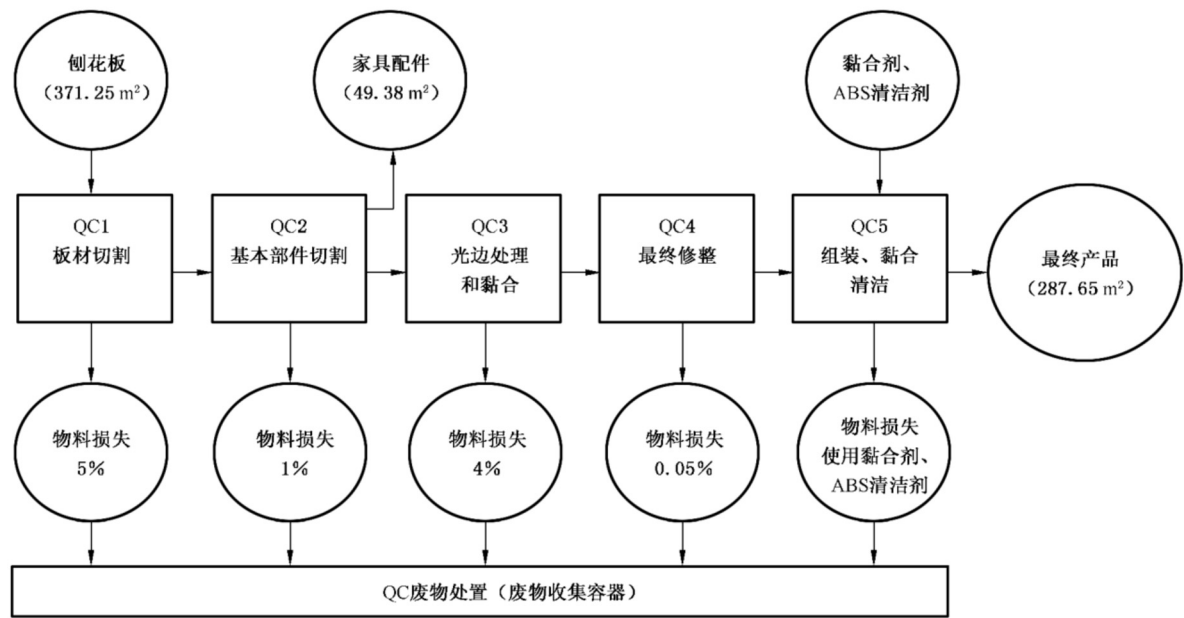 刨花板
（371.25 m²）
家具配件
（49.38 m²）
黏合剂、
ABS清洁剂
QC1
板材切割
QC2
基本部件切割
QC3
光边处理
和黏合
QC4
最终修整
QC5
组装、黏合
清洁
最终产品
（287.65 m²）
物料损失
5%
物料损失
1%
物料损失
4%
物料损失
0.05%
物料损失
使用黏合剂、
ABS清洁剂
QC废物处置（废物收集容器）